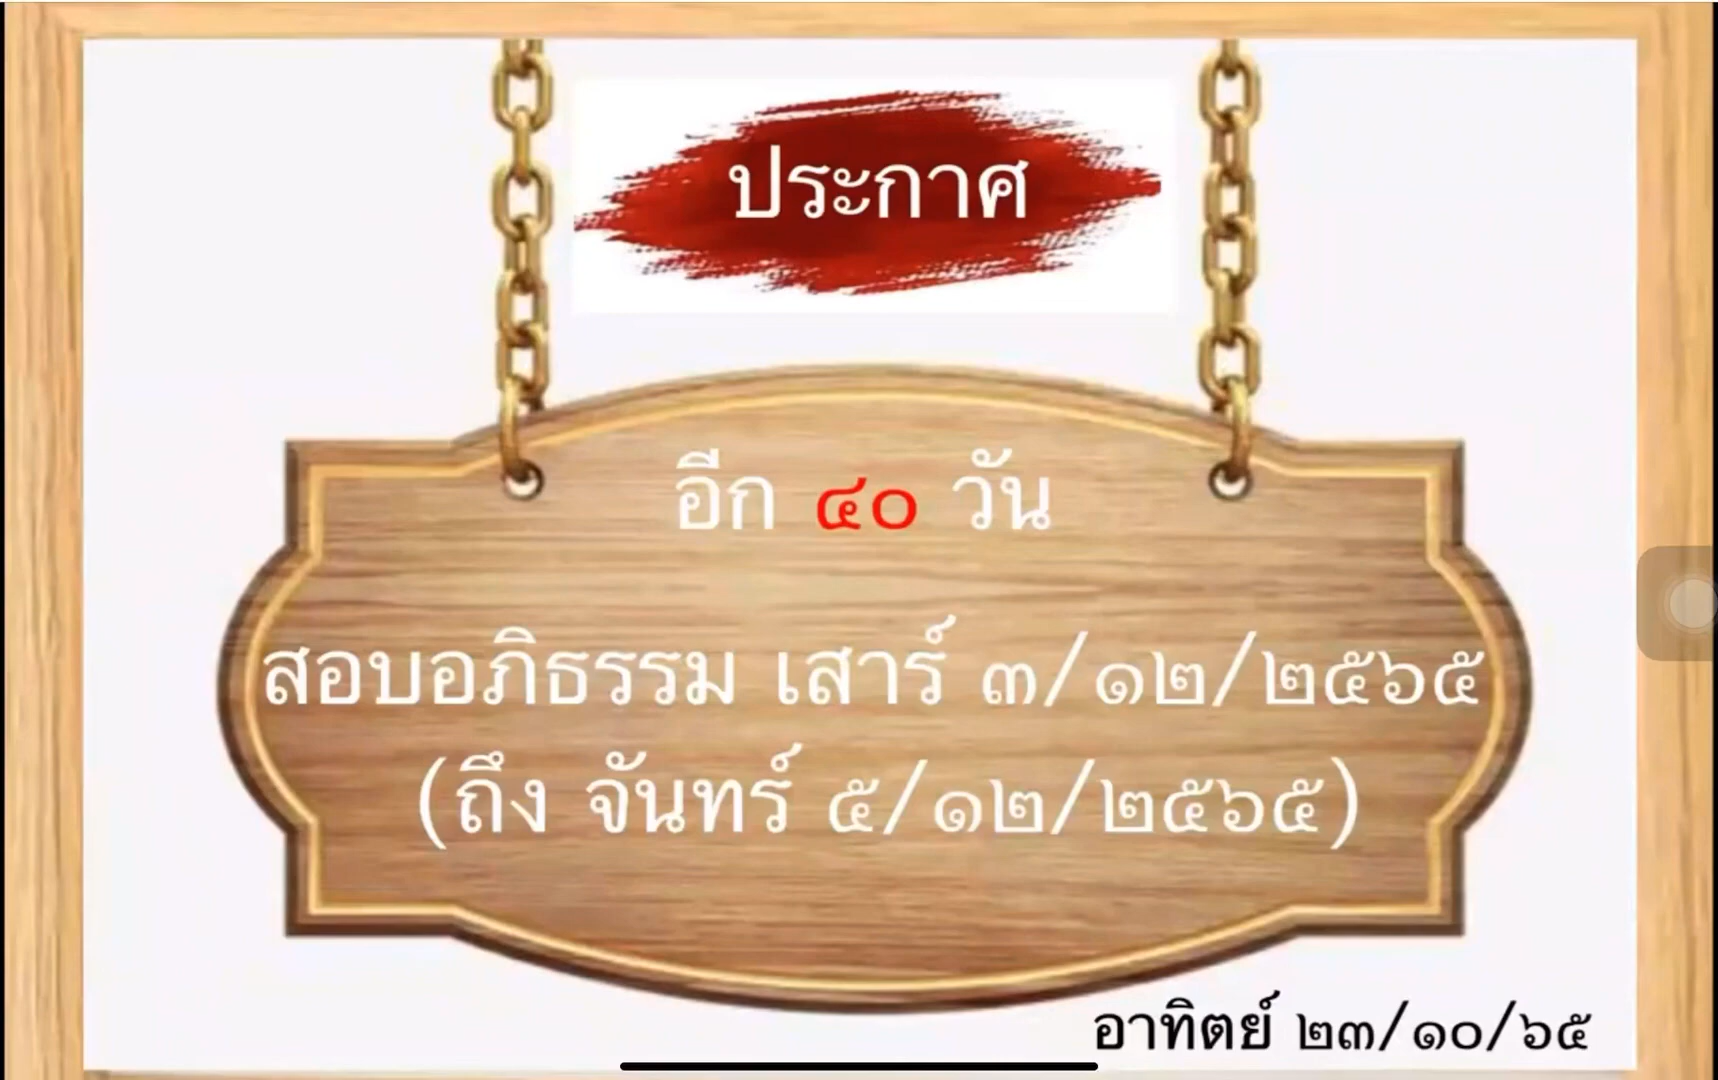 ประกาศ
อีก ๔๐ วัน
สอบอภิธรรม เสาร์ ๓/๑๒/๒๕๖๕
(ถึง จันทร์ ๕/๑๒/๒๕๖๕)
อาทิตย์ ๒๓/๑๐/๖๕